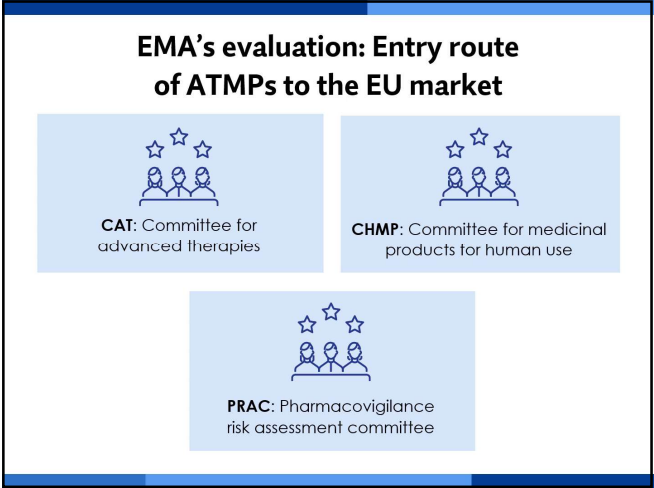 EMA's evaluation: Entry route
of ATMPs to the EU market
CAT: Committee for
advanced therapies
CHMP: Committee for medicinal
products for human use
PRAC: Pharmacovigilance
risk assessment committee